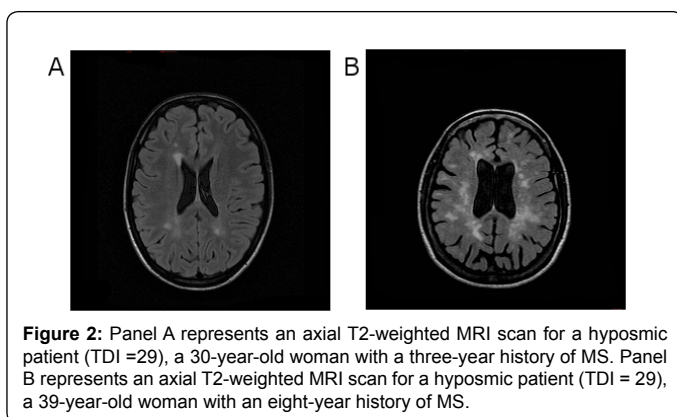 A
B
Figure 2: Panel A represents an axial T2-weighted MRI scan for a hyposmic
patient (TDI =29), a 30-year-old woman with a three-year history of MS. Panel
B represents an axial T2-weighted MRI scan for a hyposmic patient (TDI = 29),
a 39-year-old woman with an eight-year history of MS.